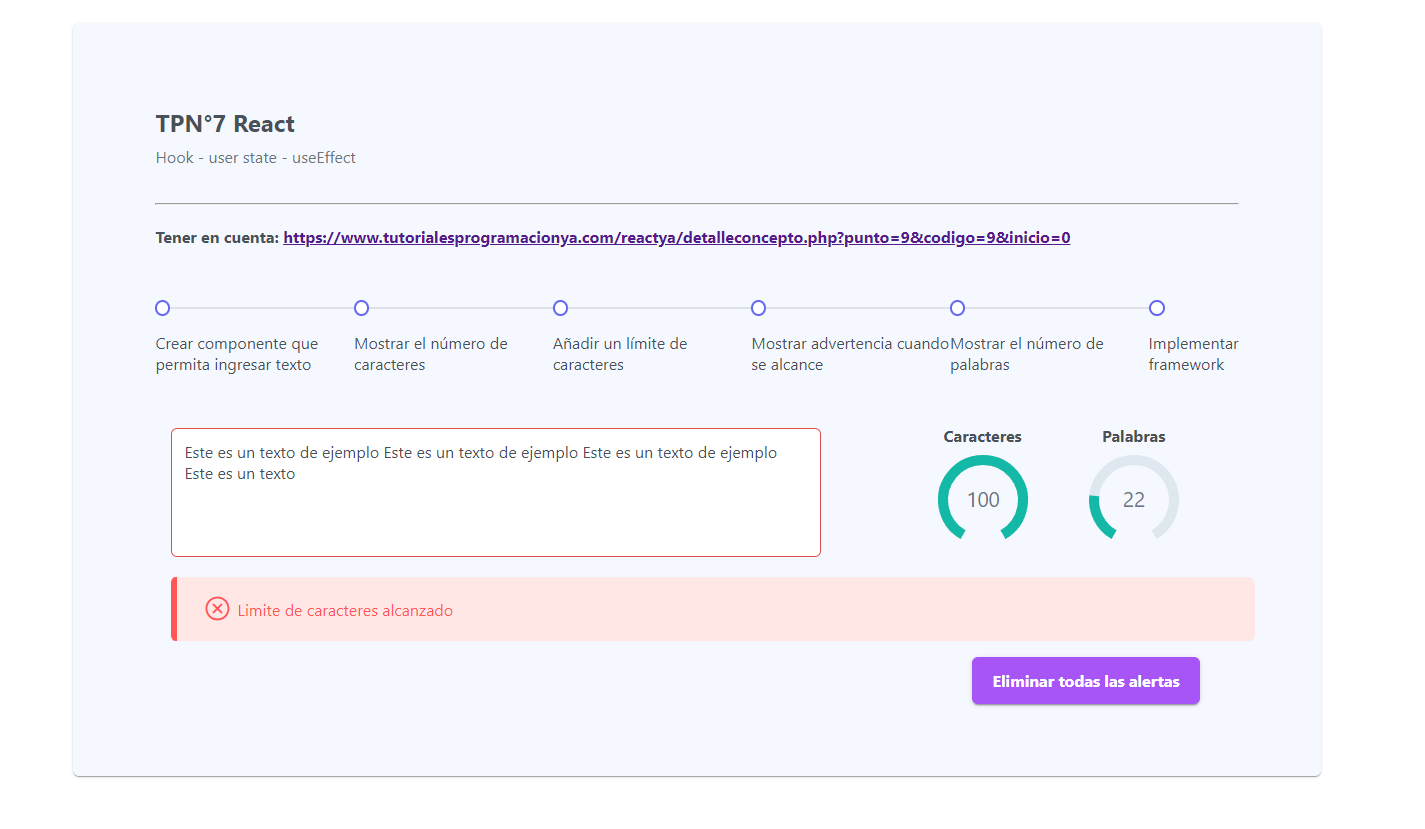 TPN°7 React
Hook - user state - useEffect
Tener en cuenta: https://www.tutorialesprogramacionya.com/reactya/detalleconcepto.php?punto=9&codigo=9&inicio=0
Crear componente que
permita ingresar texto
Mostrar el número de
caracteres
Añadir un límite de
caracteres
Mostrar advertencia cuando
se alcance
Mostrar el número de
palabras
Implementar
framework
Este es un texto de ejemplo Este es un texto de ejemplo Este es un texto de ejemplo
Este es un texto
Caracteres
100
Palabras
22
Limite de caracteres alcanzado
Eliminar todas las alertas